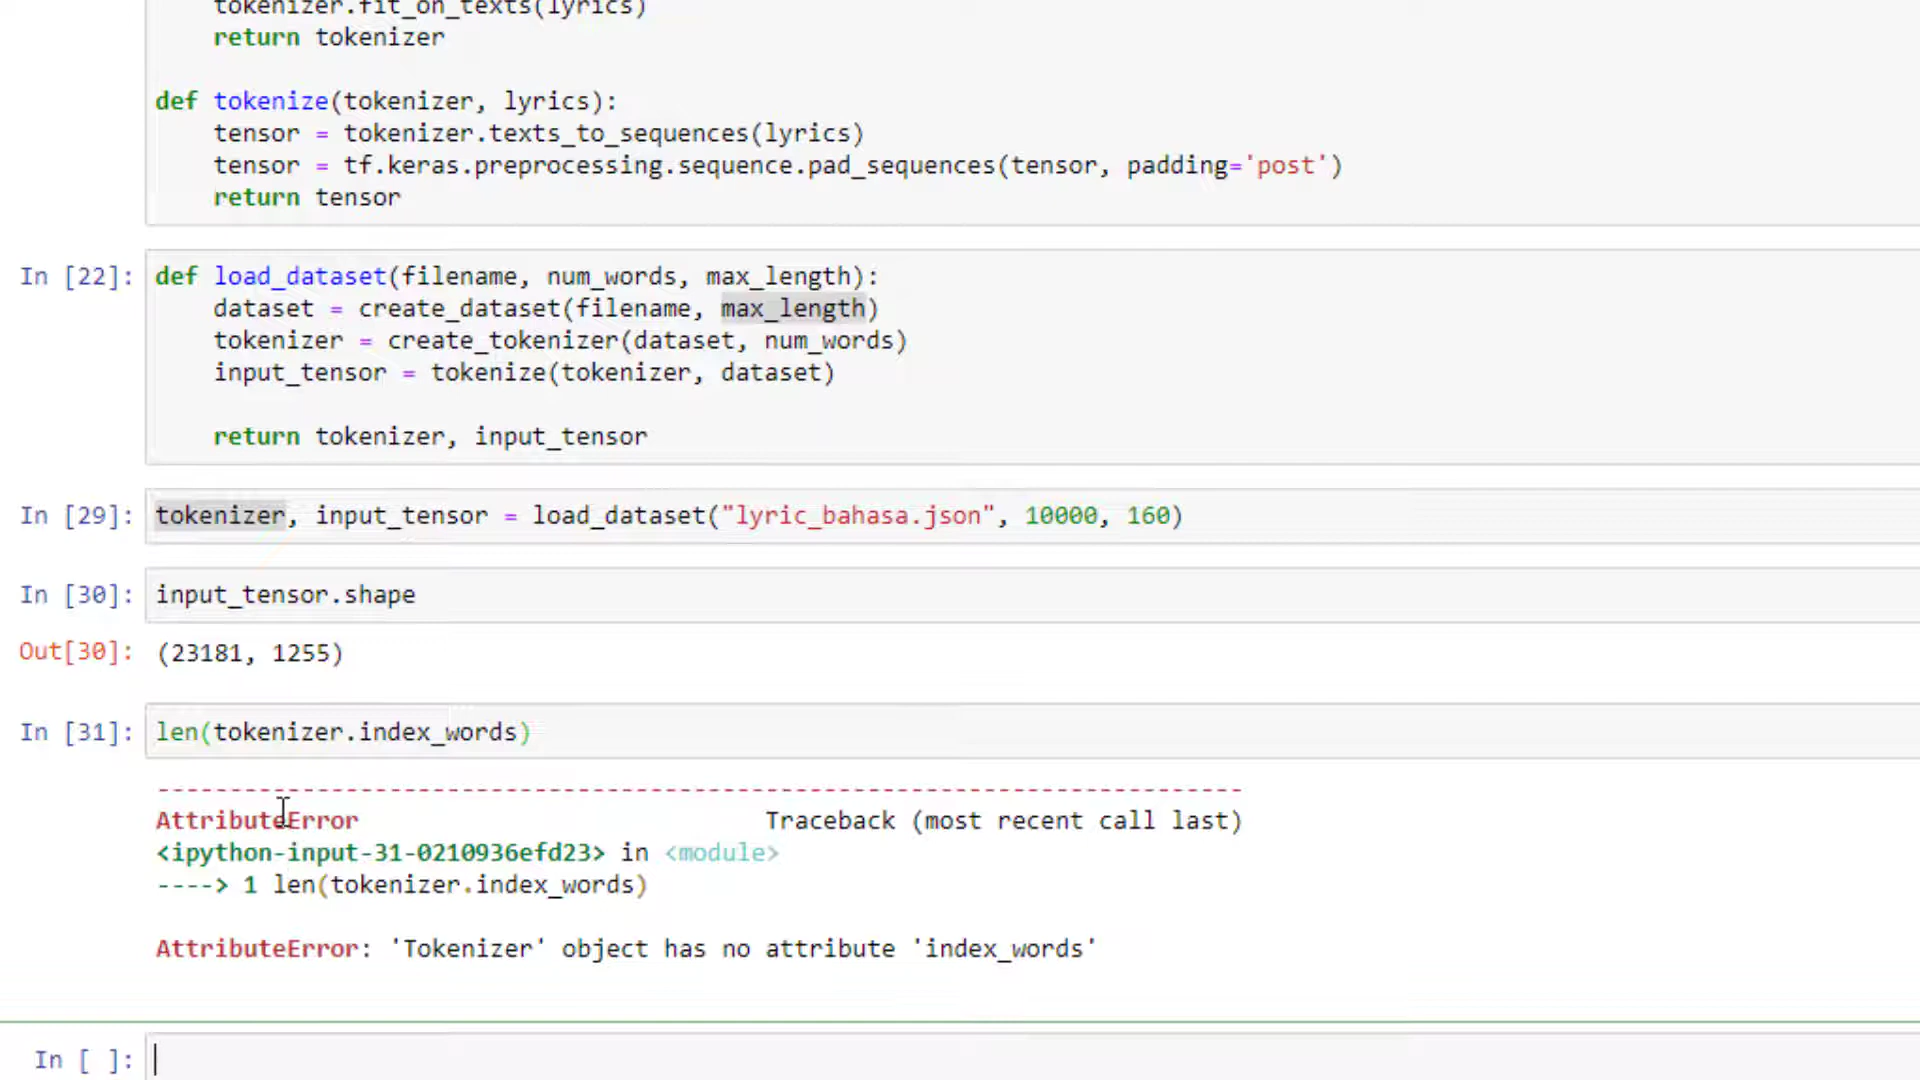 tokenizer.fit_on_texts(lyrics)
return tokenizer
def tokenize(tokenizer, lyrics):
tensor = tokenizer.texts_to_sequences(lyrics)
tensor = tf.keras.preprocessing.sequence.pad_sequences(tensor, padding='post')
return tensor
In [22]: def load_dataset(filename, num_words, max_length):
dataset = create_dataset(filename, max_length)
tokenizer = create_tokenizer(dataset, num_words)
input_tensor = tokenize(tokenizer, dataset)
return tokenizer, input_tensor
In [29]: tokenizer, input_tensor = load_dataset("lyric_bahasa.json", 10000, 160)
In [30]: input_tensor.shape
Out[30]: (23181, 1255)
In [31]: len(tokenizer.index_words)
---------------------------------------------------------------------------
AttributeError Traceback (most recent call last)
<ipython-input-31-0210936efd23> in <module>
----> 1 len(tokenizer.index_words)
AttributeError: 'Tokenizer' object has no attribute 'index_words'
In [ ]: